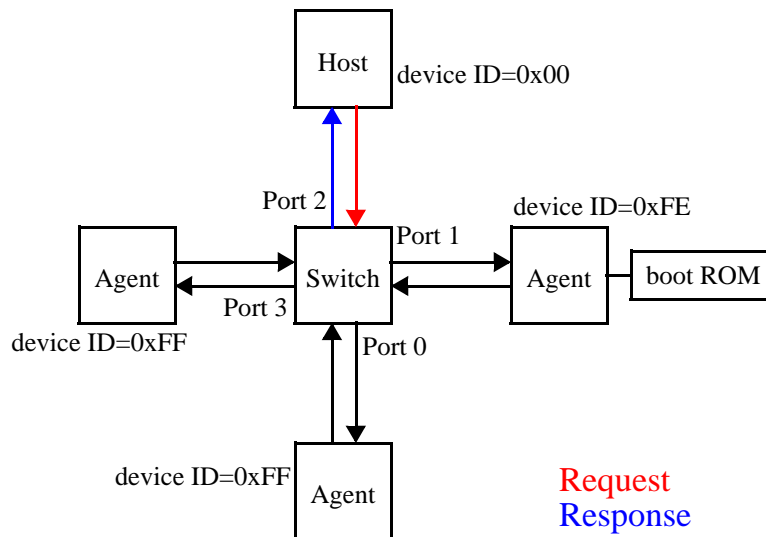 Host
device ID=0x00
Port 2
device ID=0xFE
Port 1
Agent
Switch
Agent
boot ROM
Port 3
device ID=0xFF
Port 0
device ID=0xFF
Agent
Request
Response